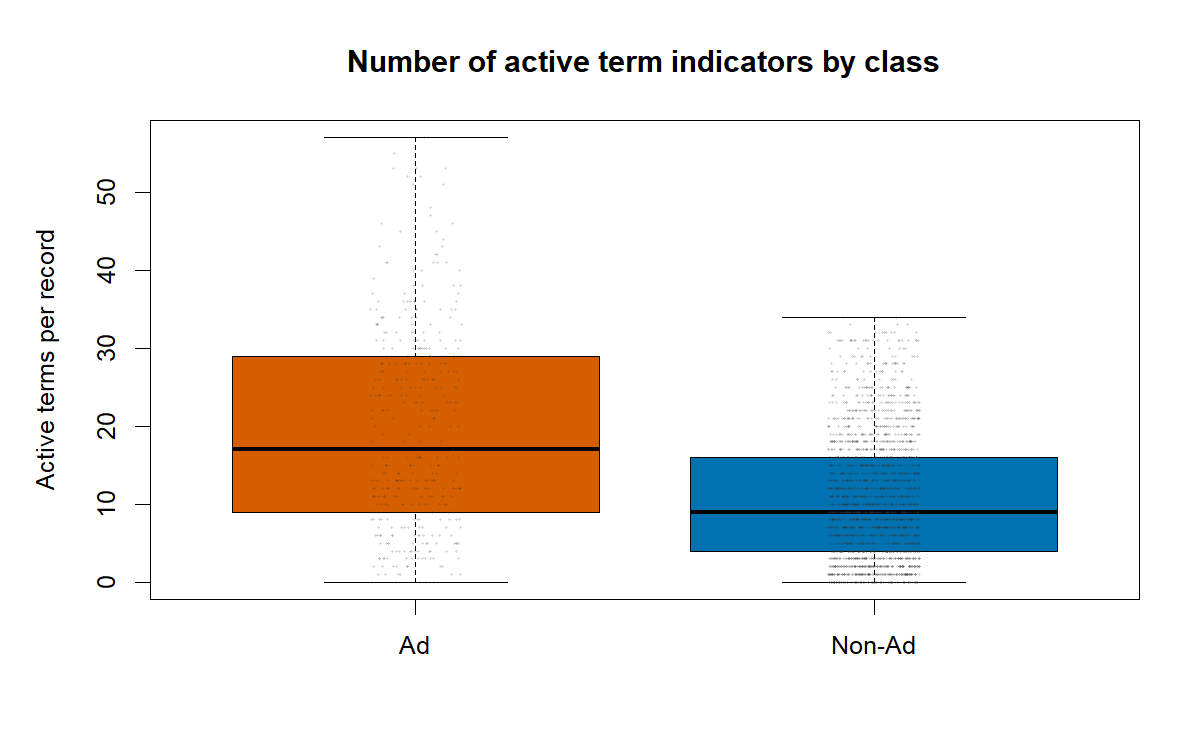 Number of active term indicators by class
Active terms per record
50
40
30
20
10
0
Ad
Non-Ad